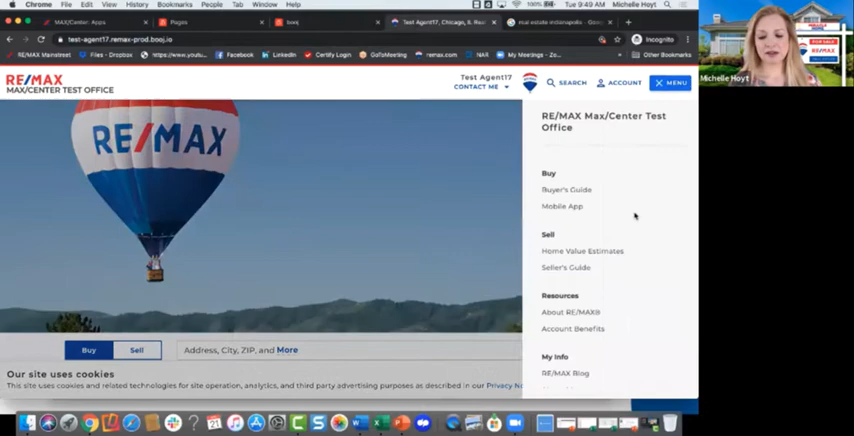 Chrome File Edit View History Bookmarks People Tab Window Help
Tue 9:49 AM Michelle Hoyt
MAX/Center: Apps
Pages
booj
Test Agent17, Chicago, IL Real
real estate indianapolis - Goog
test-agent17.remax-prod.booj.io
Incognito
RE/MAX Mainstreet
Files - Dropbox
https://www.youtu...
Facebook
LinkedIn
Certify Login
GoToMeeting
remax.com
NAR
My Meetings - Zo...
Other Bookmarks
RE/MAX
MAX/CENTER TEST OFFICE
Test Agent17
CONTACT ME
SEARCH
ACCOUNT
MENU
RE/MAX
RE/MAX Max/Center Test
Office
Buy
Buyer's Guide
Mobile App
Sell
Home Value Estimates
Seller's Guide
Resources
About RE/MAX®
Account Benefits
My Info
RE/MAX Blog
Buy
Sell
Address, City, ZIP, and More
Our site uses cookies
This site uses cookies and related technologies for site operation, analytics, and third party advertising purposes as described in our Privacy No
FOR SALE
RE/MAX
Michelle Hoyt